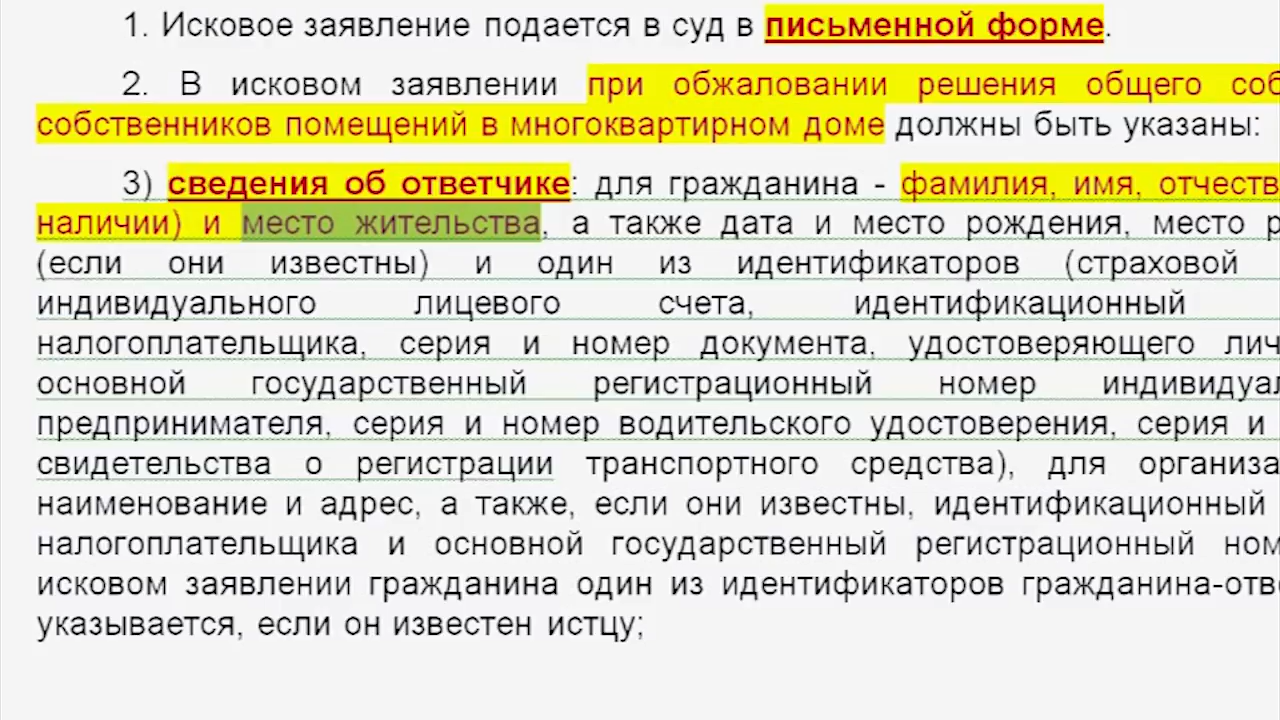 1. Исковое заявление подается в суд в письменной форме.
2. В исковом заявлении при обжаловании решения общего соб
собственников помещений в многоквартирном доме должны быть указаны:
3) сведения об ответчике: для гражданина - фамилия, имя, отчеств
наличии) и место жительства, а также дата и место рождения, место р
(если они известны) и один из идентификаторов (страховой
индивидуального лицевого счета, идентификационный
налогоплательщика, серия и номер документа, удостоверяющего лич
основной государственный регистрационный номер индивидуал
предпринимателя, серия и номер водительского удостоверения, серия и
свидетельства о регистрации транспортного средства), для организа
наименование и адрес, а также, если они известны, идентификационный
налогоплательщика и основной государственный регистрационный ном
исковом заявлении гражданина один из идентификаторов гражданина-отв
указывается, если он известен истцу;